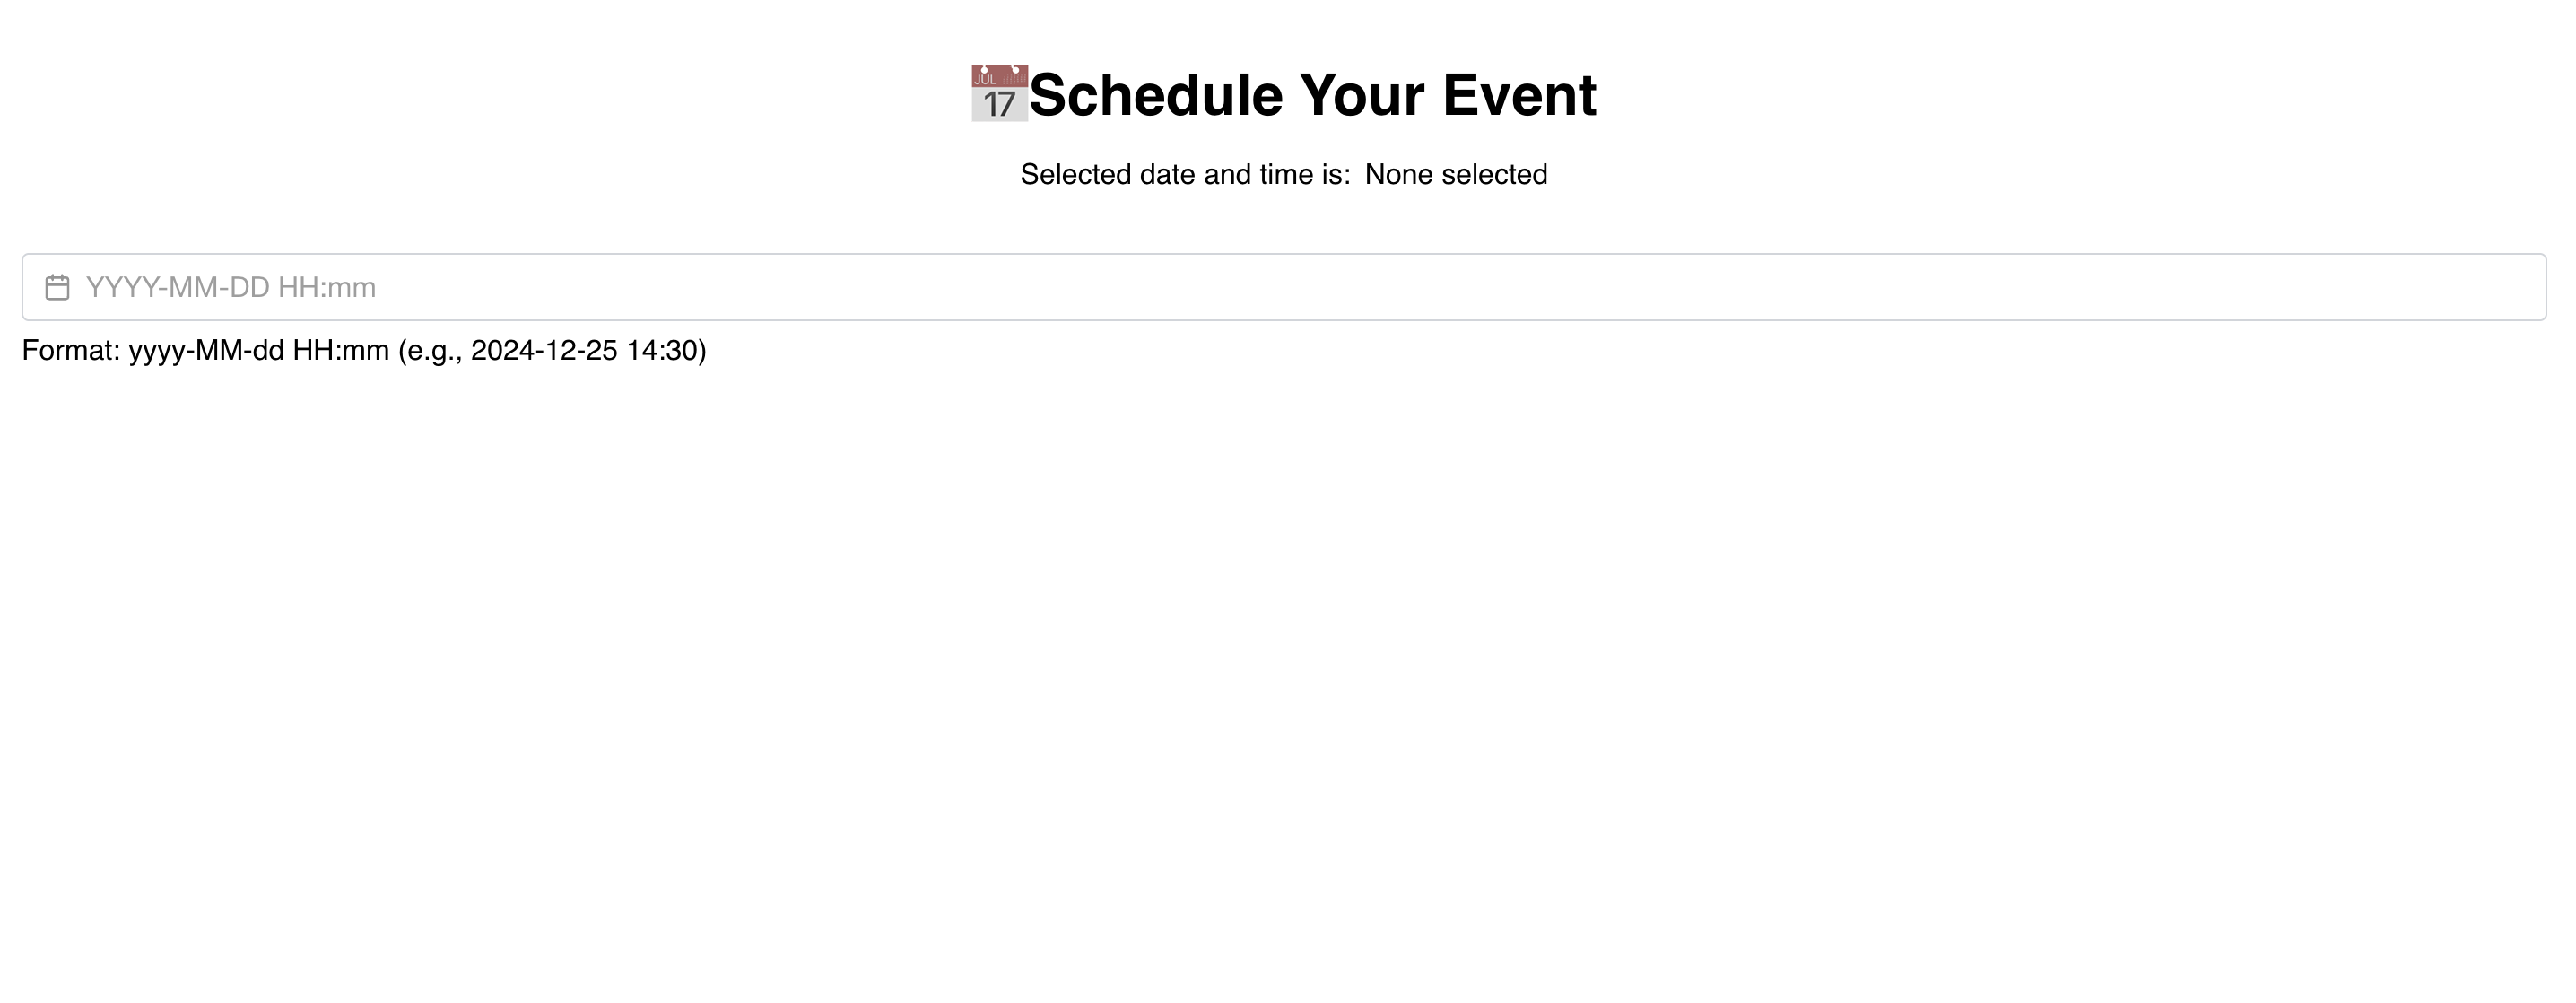 JUL
17
Schedule Your Event
Selected date and time is: None selected
YYYY-MM-DD HH:mm
Format: yyyy-MM-dd HH:mm (e.g., 2024-12-25 14:30)